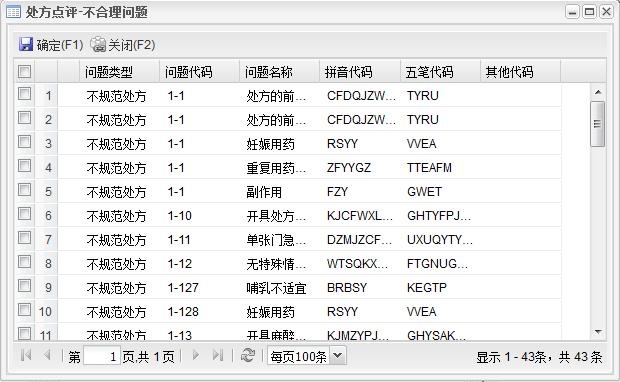 处方点评-不合理问题
确定(F1) 关闭(F2)
问题类型 问题代码 问题名称 拼音代码 五笔代码 其他代码
1 不规范处方 1-1 处方的前... CFDQJZW... TYRU
2 不规范处方 1-1 处方的前... CFDQJZW... TYRU
3 不规范处方 1-1 妊娠用药 RSYY VVEA
4 不规范处方 1-1 重复用药... ZFYYGZ TTEAFM
5 不规范处方 1-1 副作用 FZY GWET
6 不规范处方 1-10 开具处方... KJCFWXL... GHTYFPJ...
7 不规范处方 1-11 单张门急... DZMJZCF... UXUQYTY...
8 不规范处方 1-12 无特殊情... WTSQKX... FTGNUG...
9 不规范处方 1-127 哺乳不适宜 BRBSY KEGTP
10 不规范处方 1-128 妊娠用药 RSYY VVEA
11 不规范处方 1-13 开具麻醉... KJMZYPJ... GHYSAK...
第 1 页,共 1 页 每页100条 显示 1 - 43条，共 43 条